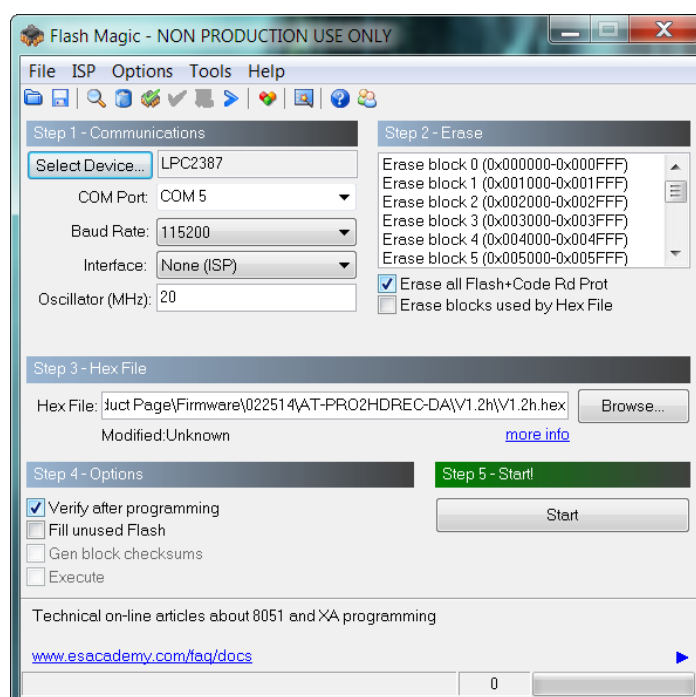 Flash Magic - NON PRODUCTION USE ONLY
File ISP Options Tools Help
Step 1 - Communications
Select Device... LPC2387
COM Port: COM 5
Baud Rate: 115200
Interface: None (ISP)
Oscillator (MHz): 20
Step 2 - Erase
Erase block 0 (0x000000-0x000FFF)
Erase block 1 (0x001000-0x001FFF)
Erase block 2 (0x002000-0x002FFF)
Erase block 3 (0x003000-0x003FFF)
Erase block 4 (0x004000-0x004FFF)
Erase block 5 (0x005000-0x005FFF)
Erase all Flash+Code Rd Prot
Erase blocks used by Hex File
Step 3 - Hex File
Hex File: duct Page\Firmware\022514\AT-PRO2HDREC-DA\V1.2h\V1.2h.hex Browse...
Modified:Unknown more info
Step 4 - Options
Verify after programming
Fill unused Flash
Gen block checksums
Execute
Step 5 - Start!
Start
Technical on-line articles about 8051 and XA programming
www.esacademy.com/faq/docs
0